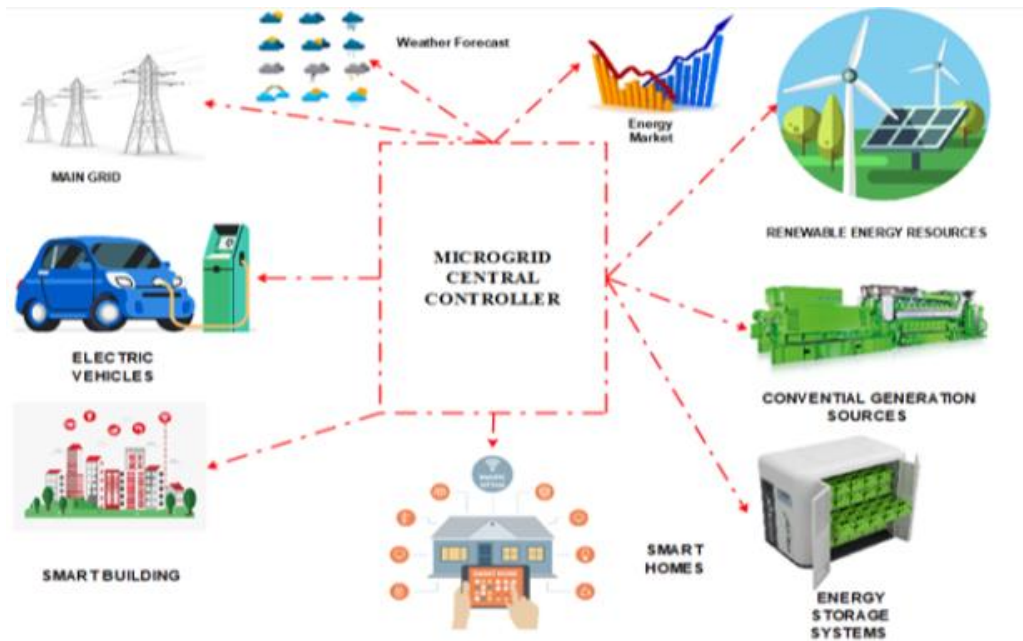 Weather Forecast
Energy
Market
MAIN GRID
RENEWABLE ENERGY RESOURCES
MICROGRID
CENTRAL
CONTROLLER
ELECTRIC
VEHICLES
CONVENTIAL GENERATION
SOURCES
SMART BUILDING
SMART
HOMES
ENERGY
STORAGE
SYSTEMS